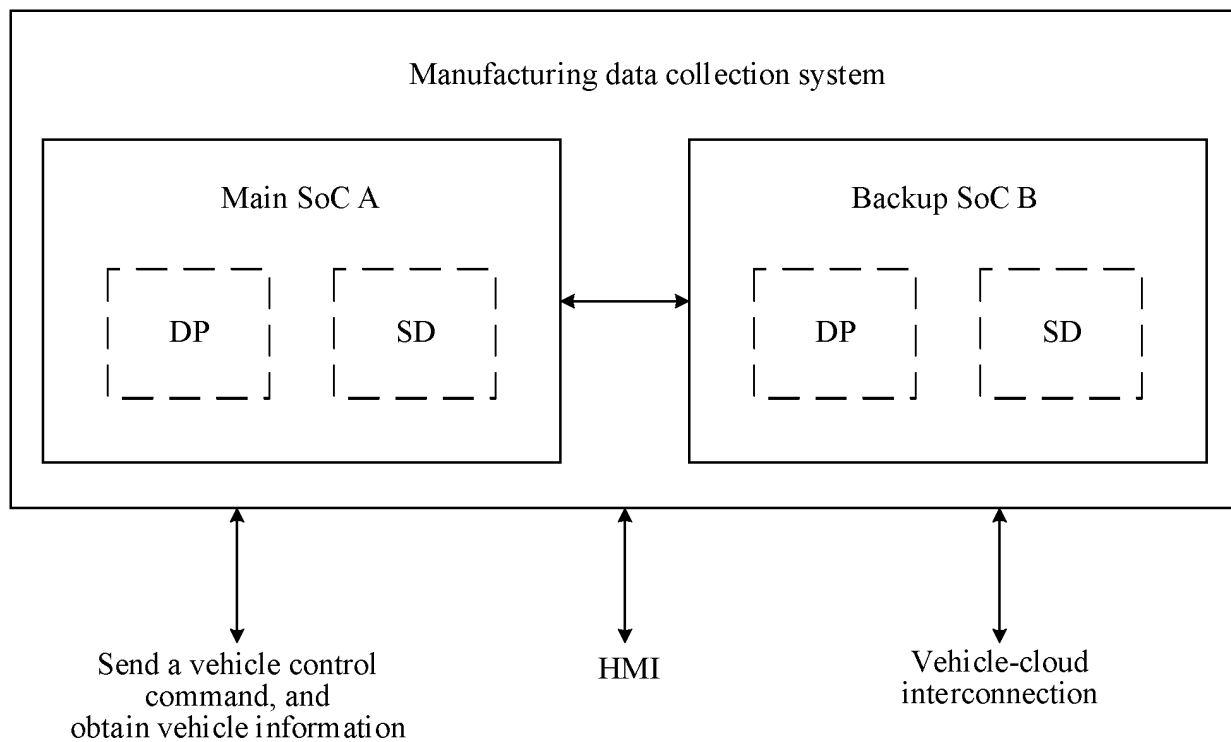 Manufacturing data collection system
Main SoC A
Backup SoC B
DP
SD
DP
SD
Send a vehicle control
command, and
obtain vehicle information
HMI
Vehicle-cloud
interconnection